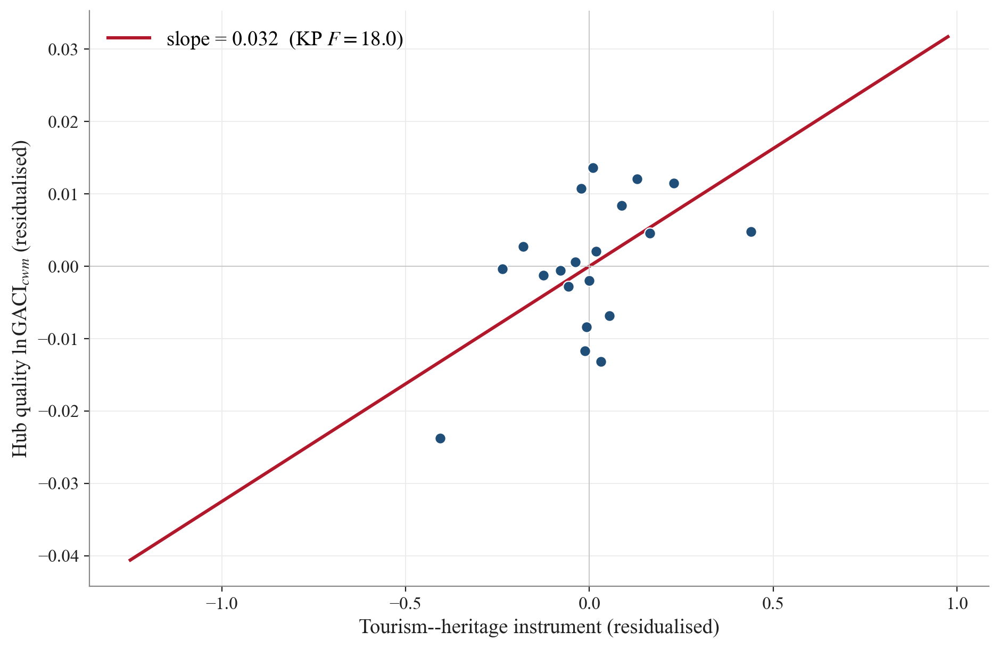 slope = 0.032 (KP F = 18.0)
0.03
0.02
0.01
0.00
−0.01
−0.02
−0.03
−0.04
Hub quality ln GACI_cwm (residualised)
−1.0 −0.5 0.0 0.5 1.0
Tourism--heritage instrument (residualised)